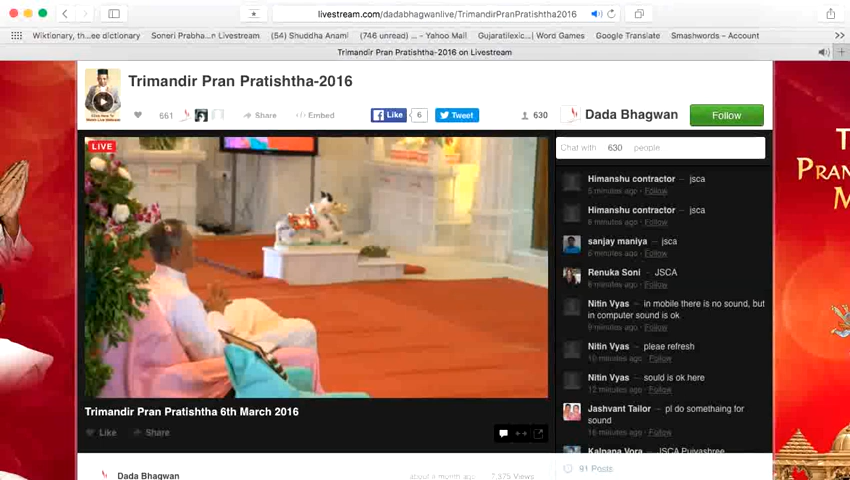 livestream.com/dadabhagwanlive/TrimandirPranPratishtha2016
Wiktionary, th...ee dictionary
Soneri Prabha...n Livestream
(54) Shuddha Anami
(746 unread) ... – Yahoo Mail
Gujaratilexic...| Word Games
Google Translate
Smashwords – Account
Trimandir Pran Pratishtha-2016 on Livestream
Trimandir Pran Pratishtha-2016
661
Share
</> Embed
Like
6
Tweet
630
Dada Bhagwan
Follow
LIVE
Chat with 630 people
Himanshu contractor – jsca
5 minutes ago · Follow
Himanshu contractor – jsca
6 minutes ago · Follow
sanjay maniya – jsca
6 minutes ago · Follow
Renuka Soni – JSCA
6 minutes ago · Follow
Nitin Vyas – in mobile there is no sound, but
in computer sound is ok
9 minutes ago · Follow
Nitin Vyas – pleae refresh
10 minutes ago · Follow
Nitin Vyas – sould is ok here
12 minutes ago · Follow
Jashvant Tailor – pl do somethaing for
sound
16 minutes ago · Follow
Kalpana Vora – JSCA
Trimandir Pran Pratishtha 6th March 2016
Like
Share
91 Posts
Dada Bhagwan
about a month ago
7,375 Views